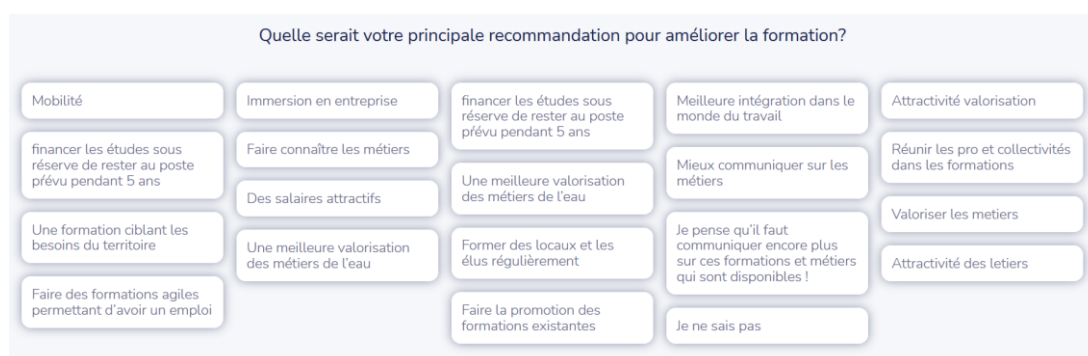 Quelle serait votre principale recommandation pour améliorer la formation?
Mobilité
financer les études sous
réserve de rester au poste
pŕévu pendant 5 ans
Une formation ciblant les
besoins du territoire
Faire des formations agiles
permettant d’avoir un emploi
Immersion en entreprise
Faire connaître les métiers
Des salaires attractifs
Une meilleure valorisation
des métiers de l’eau
financer les études sous
réserve de rester au poste
pŕévu pendant 5 ans
Une meilleure valorisation
des métiers de l’eau
Former des locaux et les
élus régulièrement
Faire la promotion des
formations existantes
Meilleure intégration dans le
monde du travail
Mieux communiquer sur les
métiers
Je pense qu’il faut
communiquer encore plus
sur ces formations et métiers
qui sont disponibles !
Je ne sais pas
Attractivité valorisation
Réunir les pro et collectivités
dans les formations
Valoriser les metiers
Attractivité des letiers